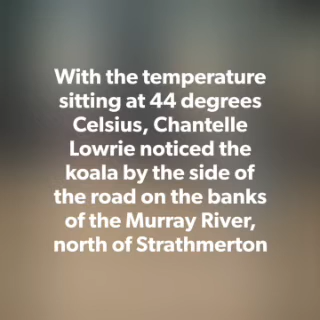 With the temperature
sitting at 44 degrees
Celsius, Chantelle
Lowrie noticed the
koala by the side of
the road on the banks
of the Murray River,
north of Strathmerton